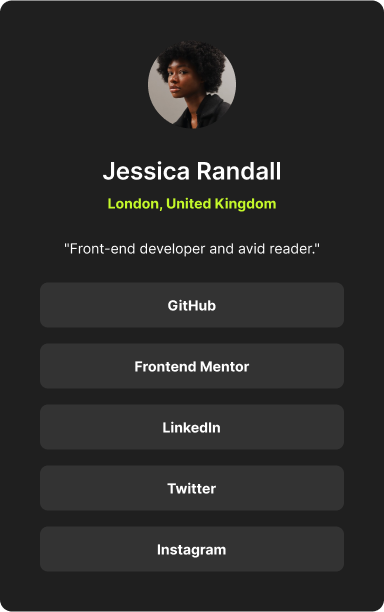 Jessica Randall
London, United Kingdom
"Front-end developer and avid reader."
GitHub
Frontend Mentor
LinkedIn
Twitter
Instagram